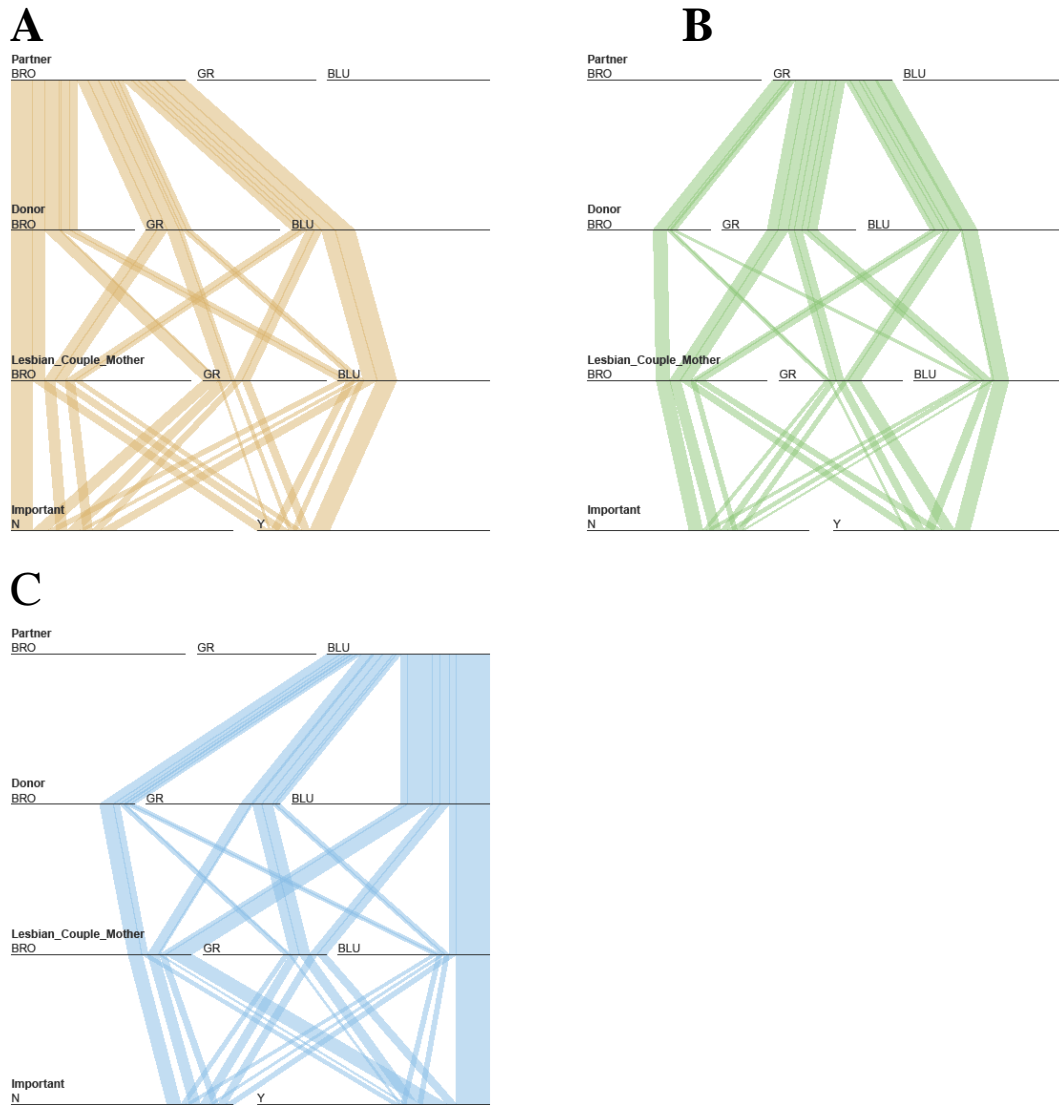 A
Partner
BRO GR BLU
Donor
BRO GR BLU
Lesbian_Couple_Mother
BRO GR BLU
Important
N Y
B
Partner
BRO GR BLU
Donor
BRO GR BLU
Lesbian_Couple_Mother
BRO GR BLU
Important
N Y
C
Partner
BRO GR BLU
Donor
BRO GR BLU
Lesbian_Couple_Mother
BRO GR BLU
Important
N Y